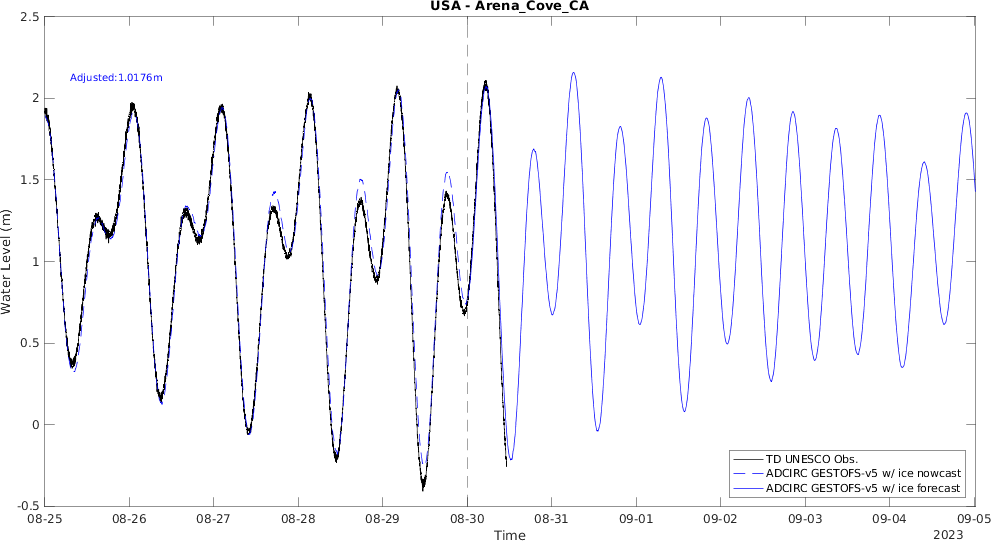 USA - Arena_Cove_CA
Adjusted:1.0176m
Water Level (m)
2.5
2
1.5
1
0.5
0
-0.5
TD UNESCO Obs.
ADCIRC GESTOFS-v5 w/ ice nowcast
ADCIRC GESTOFS-v5 w/ ice forecast
08-25 08-26 08-27 08-28 08-29 08-30 08-31 09-01 09-02 09-03 09-04 09-05
Time
2023